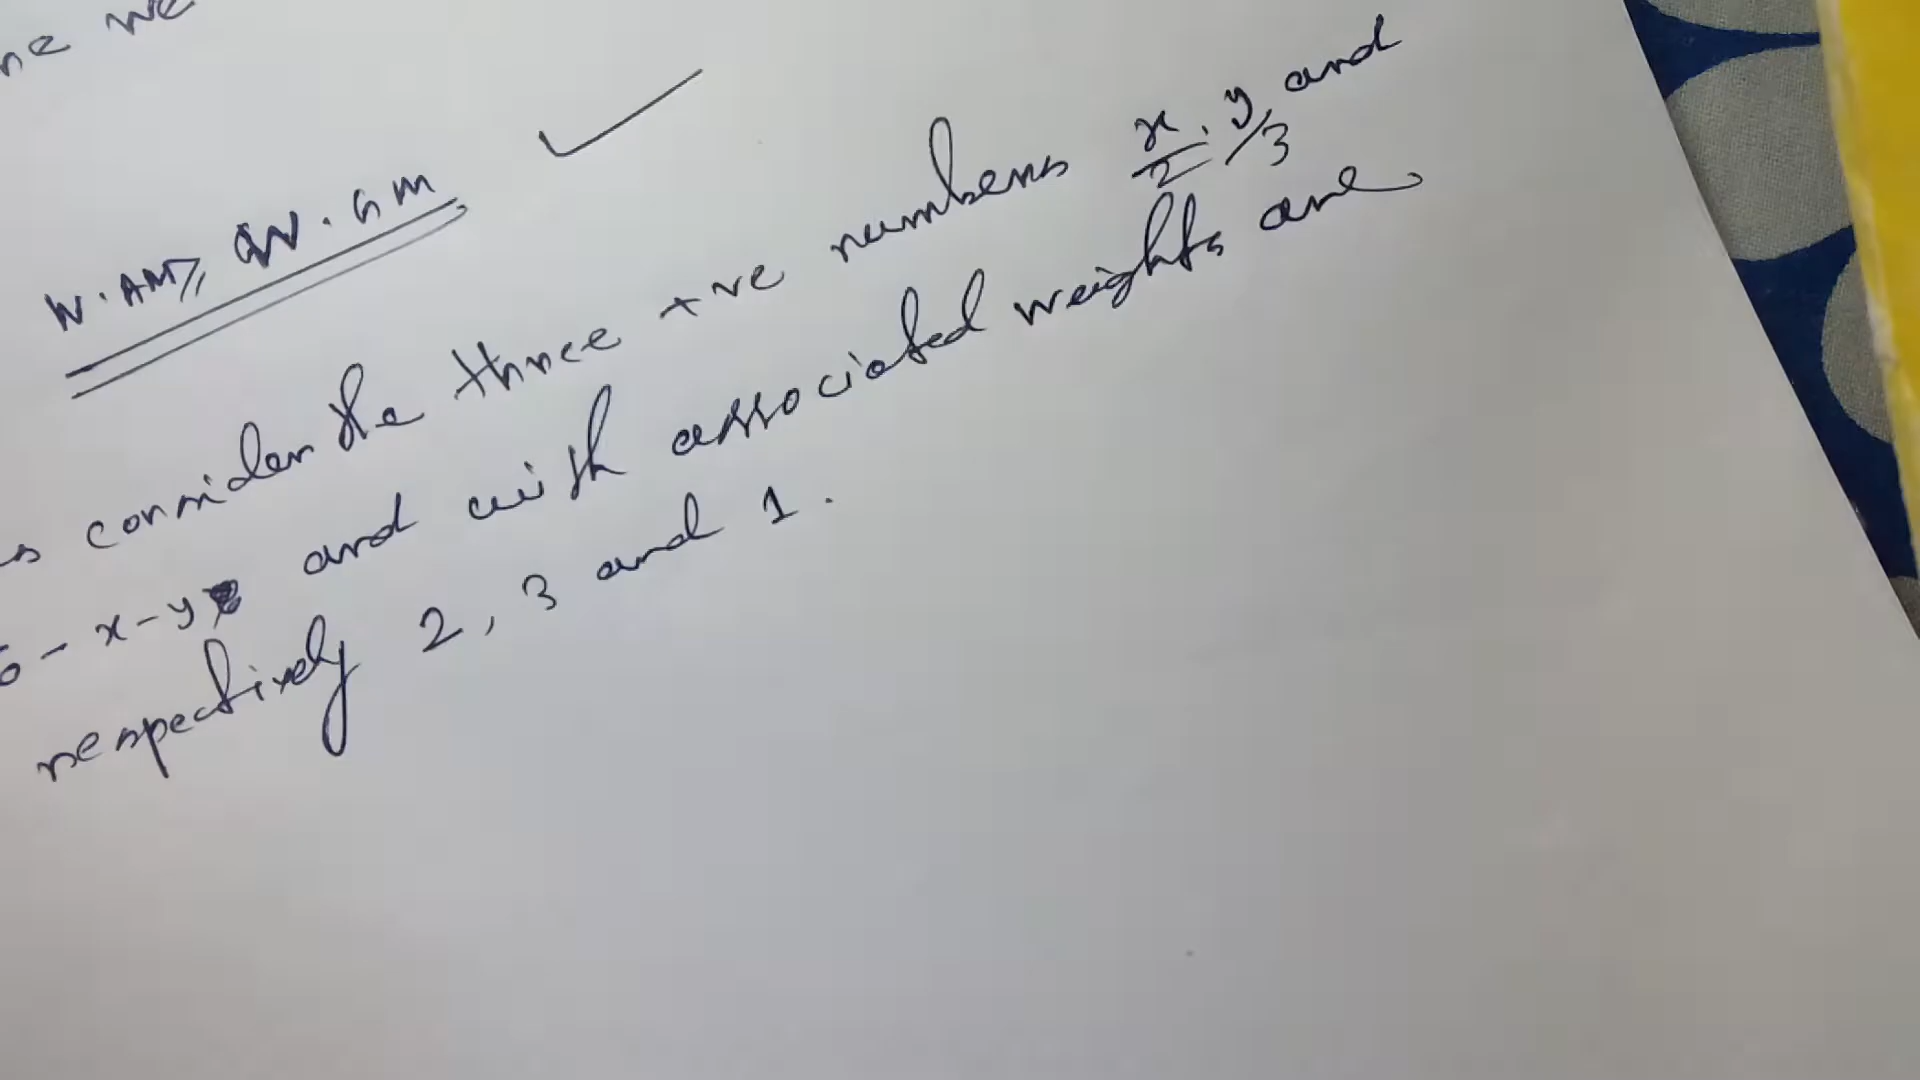 ne we
W.AM ⩾ W.GM
consider the three +ve numbers x/2, y/3 and
6 - x - y and with associated weights are
respectively 2, 3 and 1.